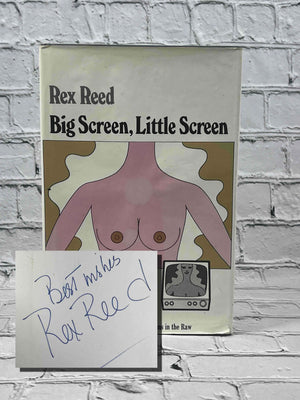 Rex Reed
Big Screen, Little Screen
Best wishes
Rex Reed
in the Raw